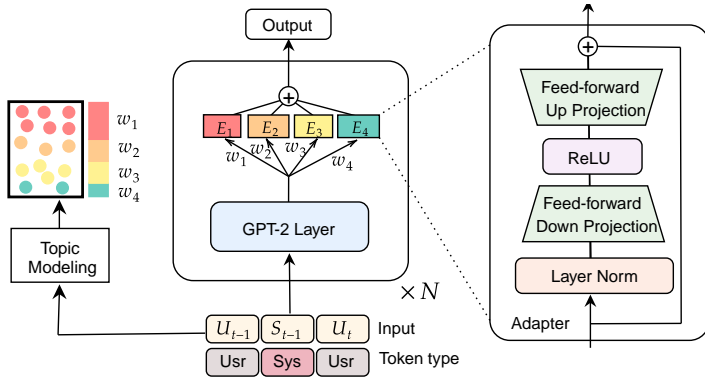 Output
w₁
w₂
w₃
w₄
E₁ E₂ E₃ E₄
w₁ w₂ w₃ w₄
GPT-2 Layer
× N
Topic
Modeling
Uₜ₋₁ Sₜ₋₁ Uₜ Input
Usr Sys Usr Token type
+
+
Feed-forward
Up Projection
ReLU
Feed-forward
Down Projection
Layer Norm
Adapter